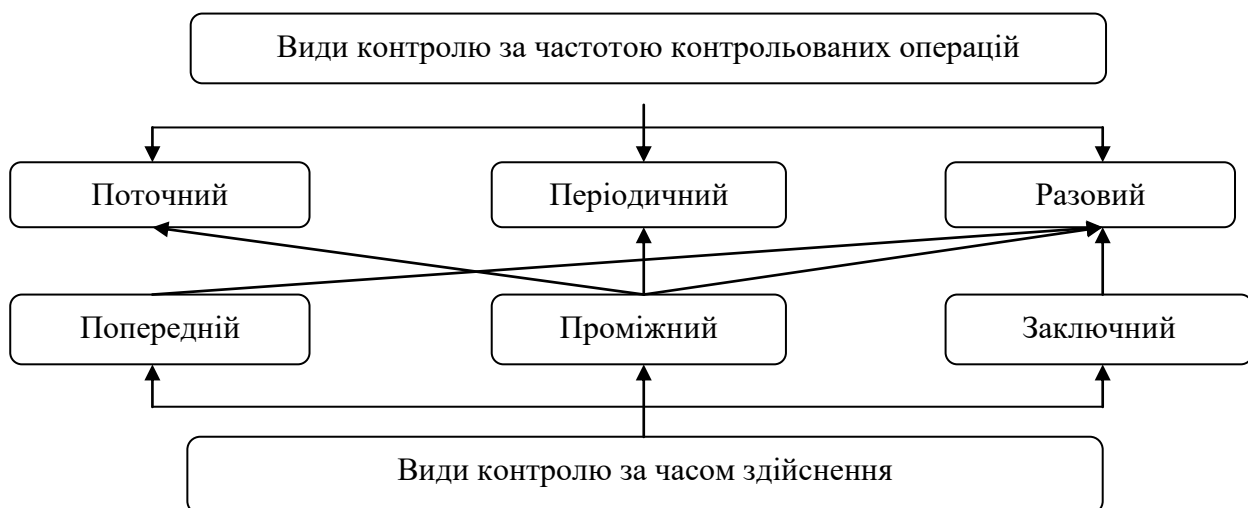 Види контролю за частотою контрольованих операцій
Поточний
Періодичний
Разовий
Попередній
Проміжний
Заключний
Види контролю за часом здійснення